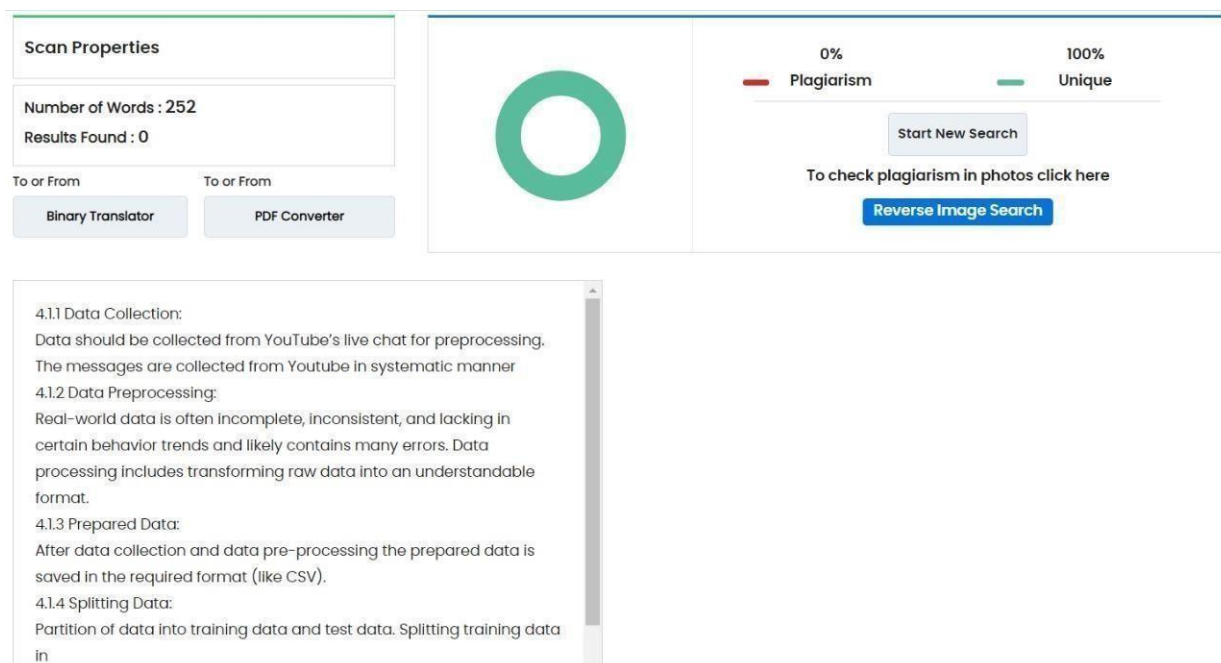 Scan Properties
Number of Words : 252
Results Found : 0
To or From
To or From
Binary Translator
PDF Converter
0%
Plagiarism
100%
Unique
Start New Search
To check plagiarism in photos click here
Reverse Image Search
4.1.1 Data Collection:
Data should be collected from YouTube's live chat for preprocessing.
The messages are collected from Youtube in systematic manner
4.1.2 Data Preprocessing:
Real-world data is often incomplete, inconsistent, and lacking in
certain behavior trends and likely contains many errors. Data
processing includes transforming raw data into an understandable
format.
4.1.3 Prepared Data:
After data collection and data pre-processing the prepared data is
saved in the required format (like CSV).
4.1.4 Splitting Data:
Partition of data into training data and test data. Splitting training data
in